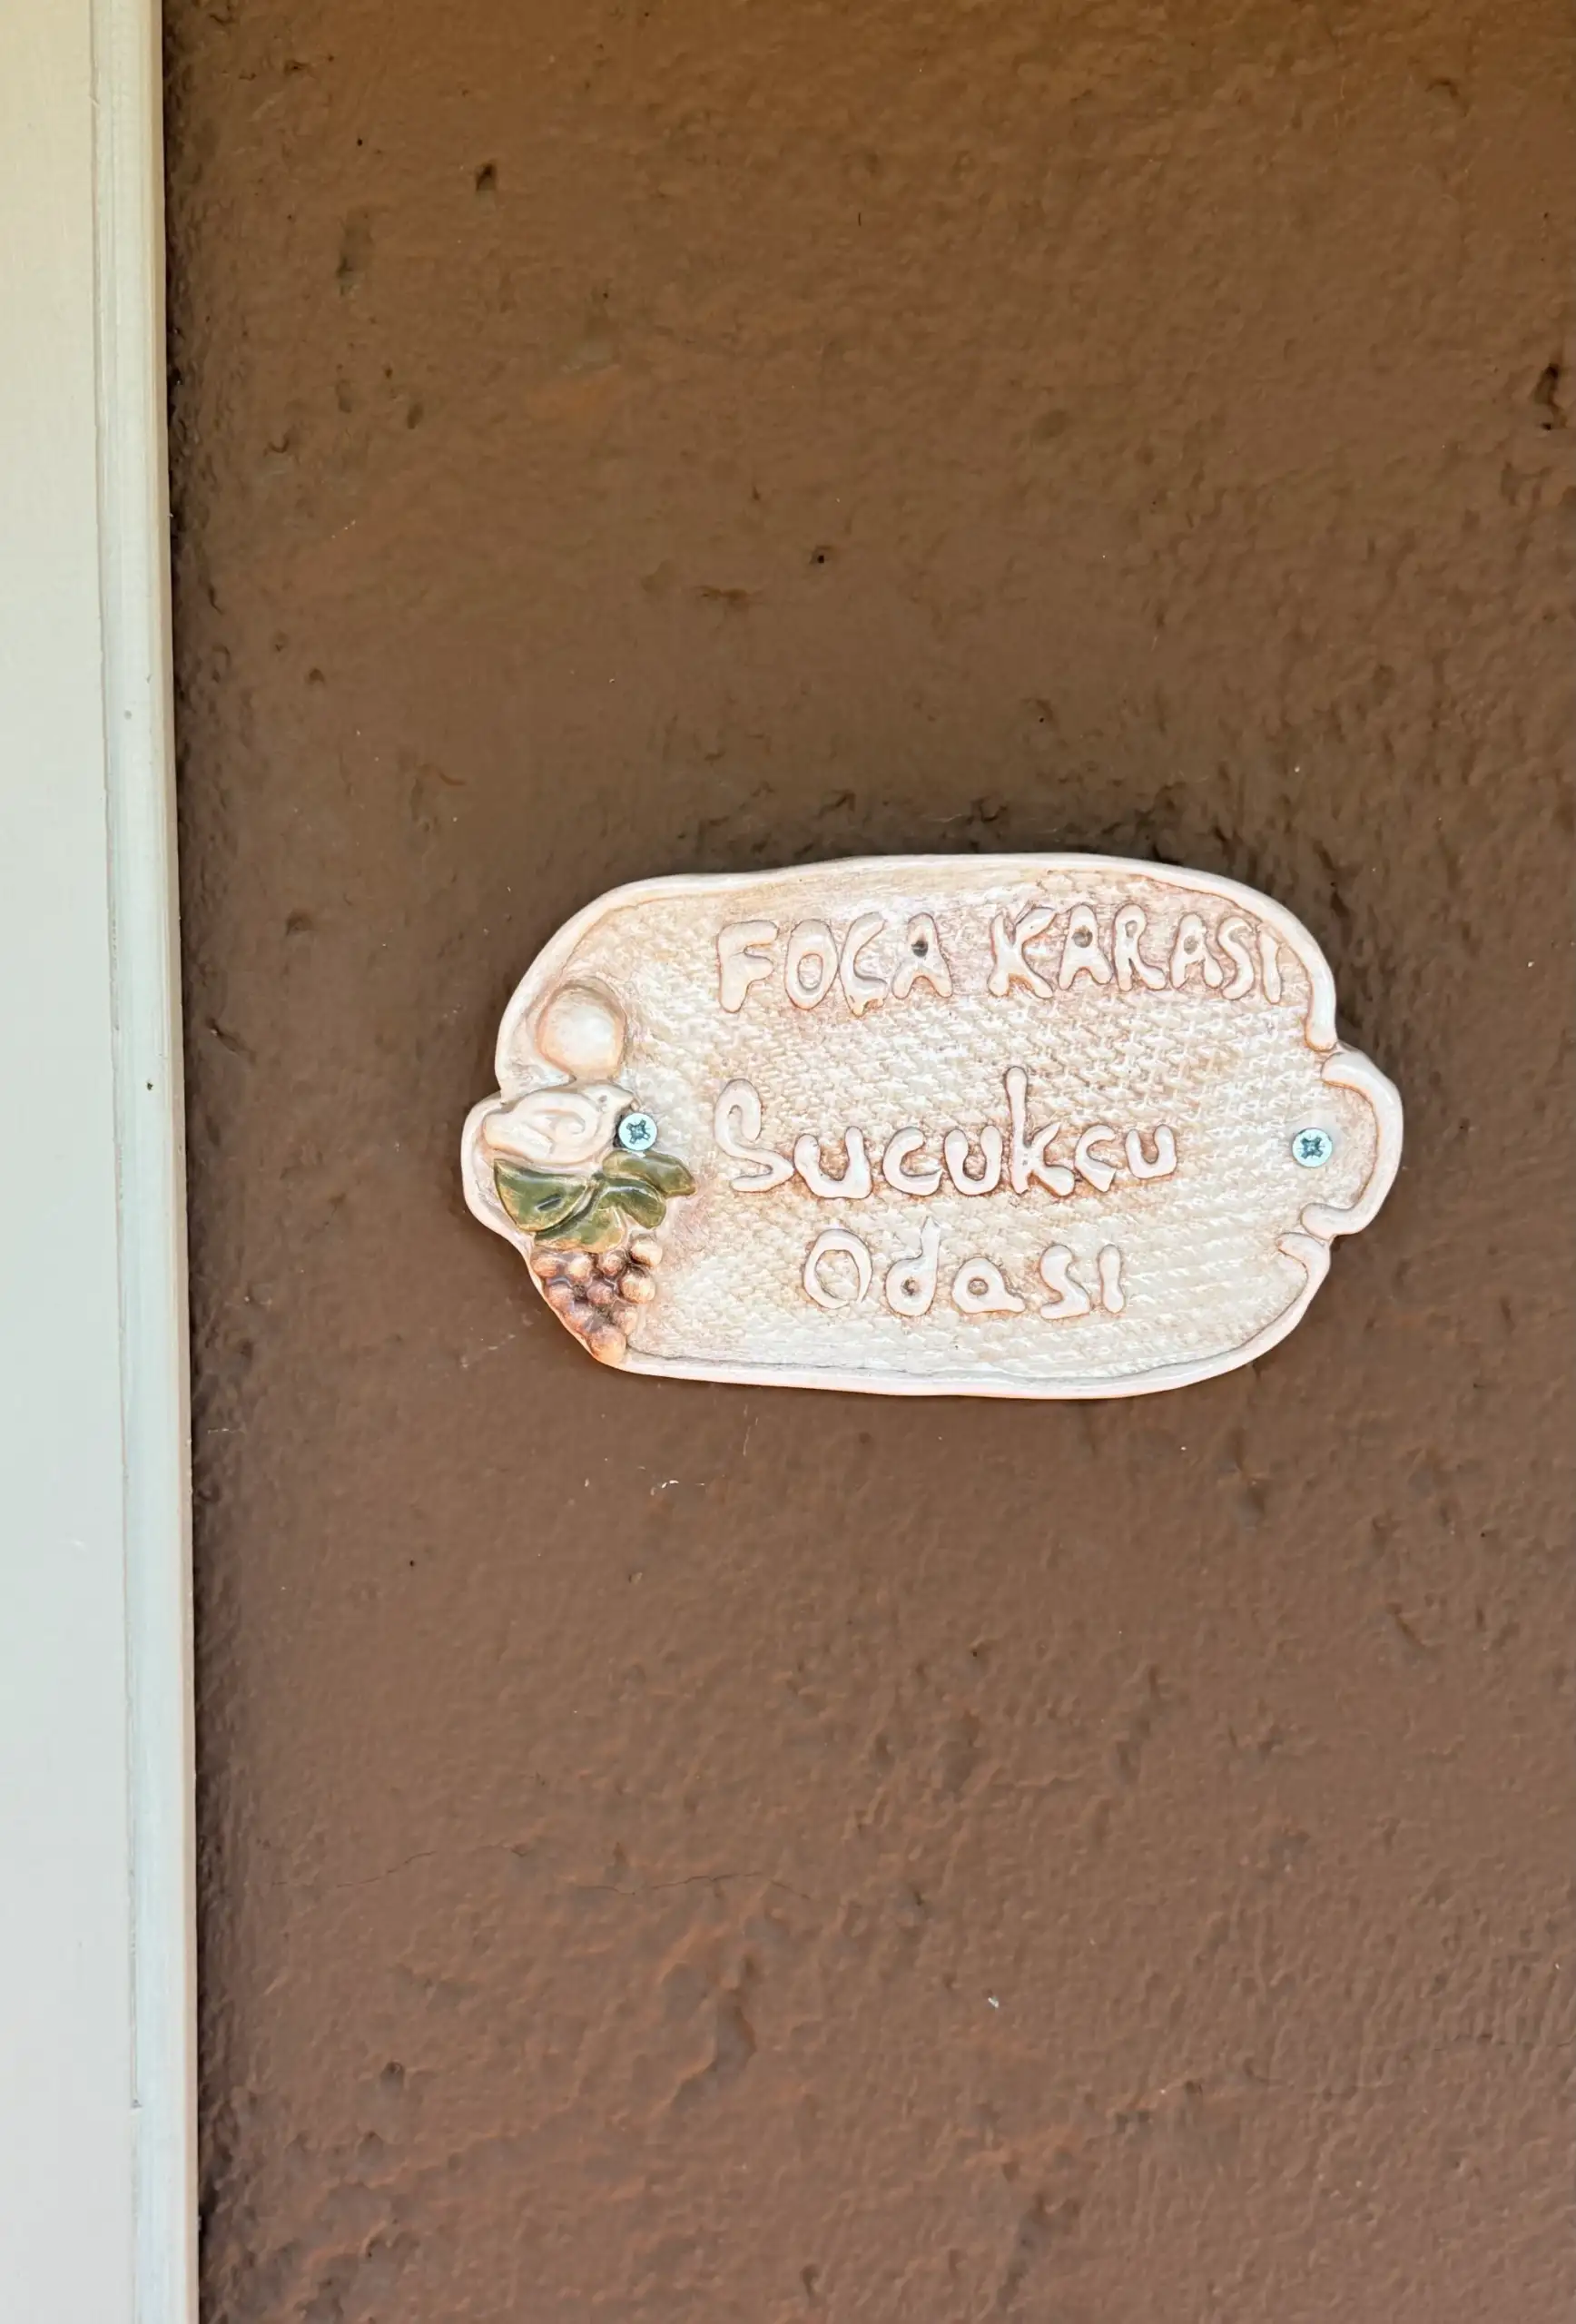 FOÇA KARASI
Sucukcu
Odası